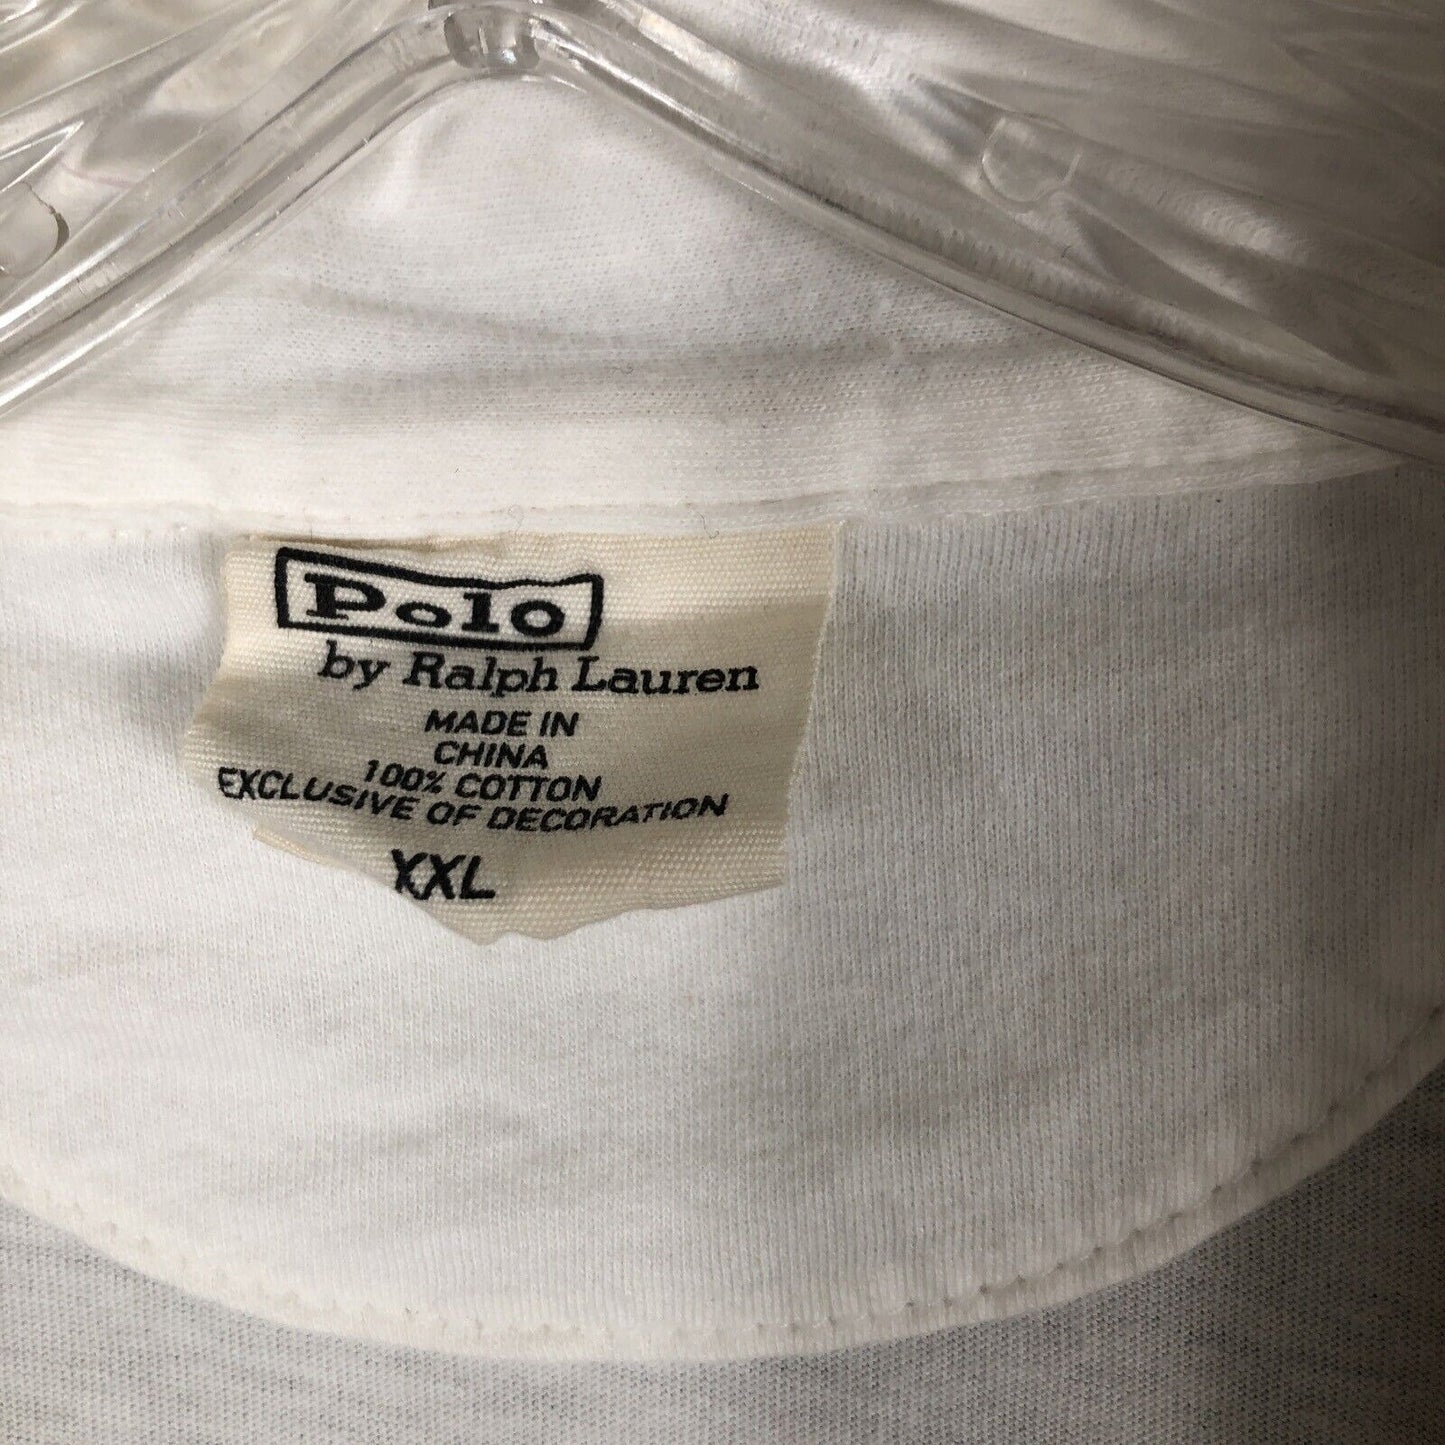 Polo
by Ralph Lauren
MADE IN
CHINA
100% COTTON
EXCLUSIVE OF DECORATION
XXL